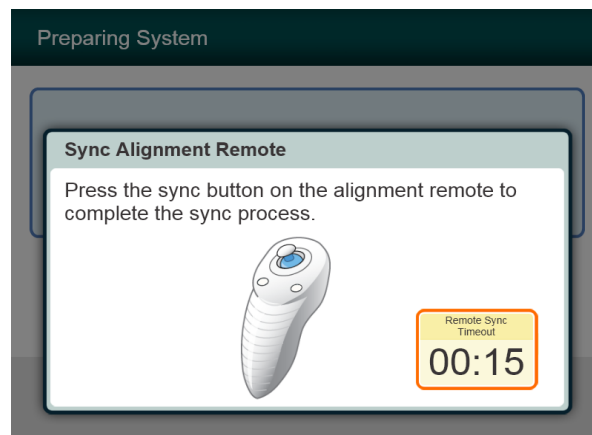 Preparing System
Sync Alignment Remote
Press the sync button on the alignment remote to
complete the sync process.
Remote Sync
Timeout
00:15